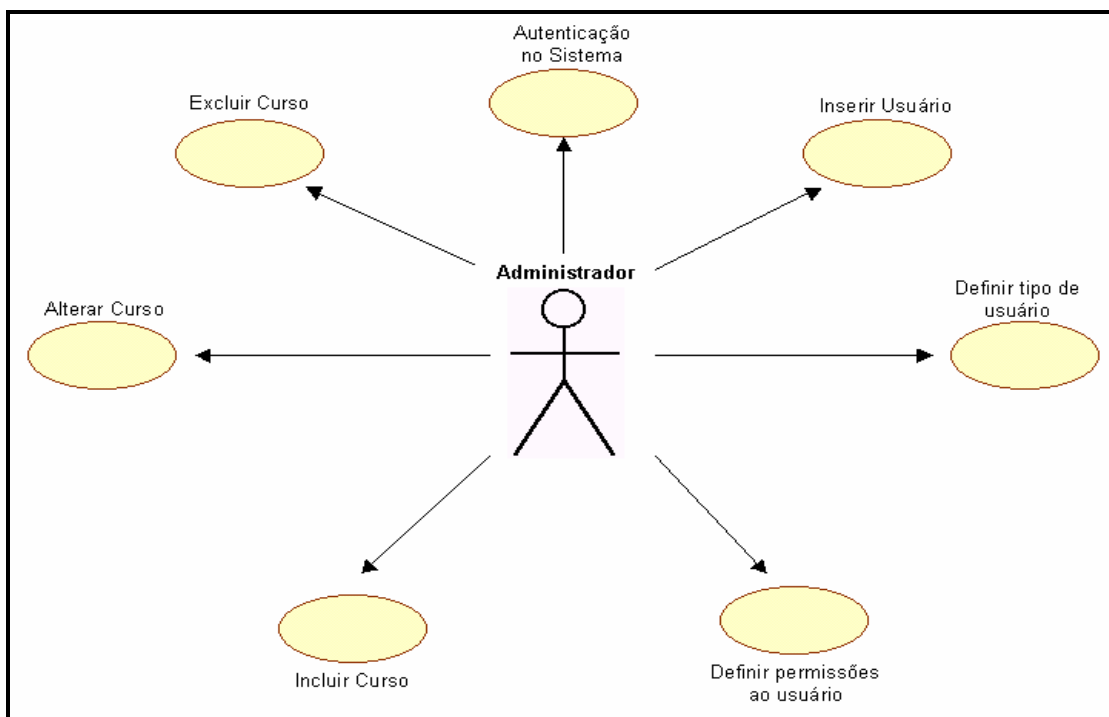 Autenticação
no Sistema
Excluir Curso
Inserir Usuário
Administrador
Alterar Curso
Definir tipo de
usuário
Incluir Curso
Definir permissões
ao usuário